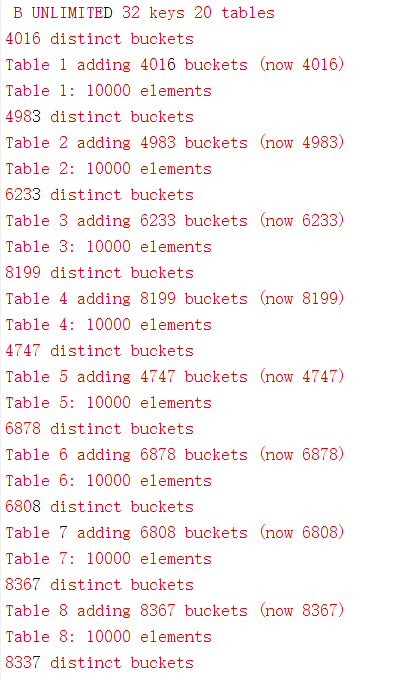 B UNLIMITED 32 keys 20 tables
4016 distinct buckets
Table 1 adding 4016 buckets (now 4016)
Table 1: 10000 elements
4983 distinct buckets
Table 2 adding 4983 buckets (now 4983)
Table 2: 10000 elements
6233 distinct buckets
Table 3 adding 6233 buckets (now 6233)
Table 3: 10000 elements
8199 distinct buckets
Table 4 adding 8199 buckets (now 8199)
Table 4: 10000 elements
4747 distinct buckets
Table 5 adding 4747 buckets (now 4747)
Table 5: 10000 elements
6878 distinct buckets
Table 6 adding 6878 buckets (now 6878)
Table 6: 10000 elements
6808 distinct buckets
Table 7 adding 6808 buckets (now 6808)
Table 7: 10000 elements
8367 distinct buckets
Table 8 adding 8367 buckets (now 8367)
Table 8: 10000 elements
8337 distinct buckets